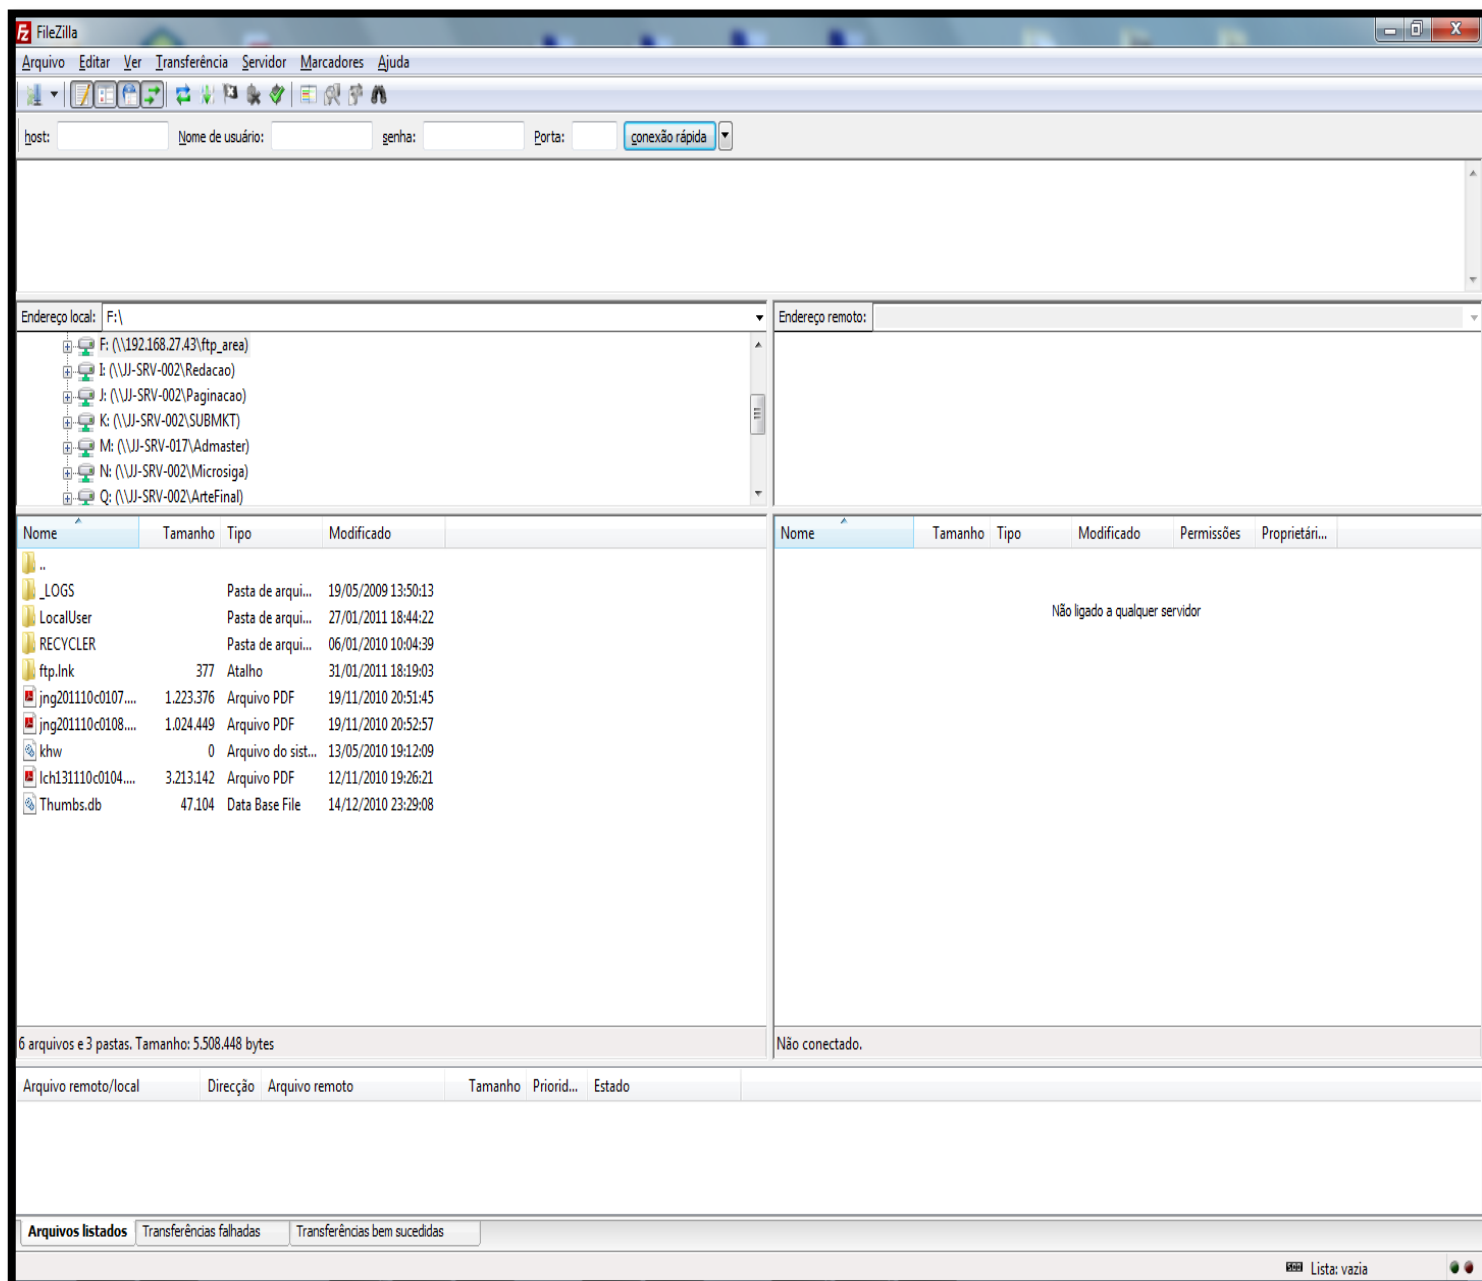 FileZilla
Arquivo Editar Ver Transferência Servidor Marcadores Ajuda
host: Nome de usuário: senha: Porta: conexão rápida
Endereço local: F:\
F: (\\192.168.27.43\ftp_area)
I: (\\JJ-SRV-002\Redacao)
J: (\\JJ-SRV-002\Paginacao)
K: (\\JJ-SRV-002\SUBMKT)
M: (\\JJ-SRV-017\Admaster)
N: (\\JJ-SRV-002\Microsiga)
Q: (\\JJ-SRV-002\ArteFinal)
Endereço remoto:
Nome Tamanho Tipo Modificado
..
_LOGS Pasta de arqui... 19/05/2009 13:50:13
LocalUser Pasta de arqui... 27/01/2011 18:44:22
RECYCLER Pasta de arqui... 06/01/2010 10:04:39
ftp.lnk 377 Atalho 31/01/2011 18:19:03
jng201110c0107.... 1.223.376 Arquivo PDF 19/11/2010 20:51:45
jng201110c0108.... 1.024.449 Arquivo PDF 19/11/2010 20:52:57
khw 0 Arquivo do sist... 13/05/2010 19:12:09
lch131110c0104.... 3.213.142 Arquivo PDF 12/11/2010 19:26:21
Thumbs.db 47.104 Data Base File 14/12/2010 23:29:08
6 arquivos e 3 pastas. Tamanho: 5.508.448 bytes
Nome Tamanho Tipo Modificado Permissões Proprietári...
Não ligado a qualquer servidor
Não conectado.
Arquivo remoto/local Direcção Arquivo remoto Tamanho Priorid... Estado
Arquivos listados Transferências falhadas Transferências bem sucedidas
Lista: vazia